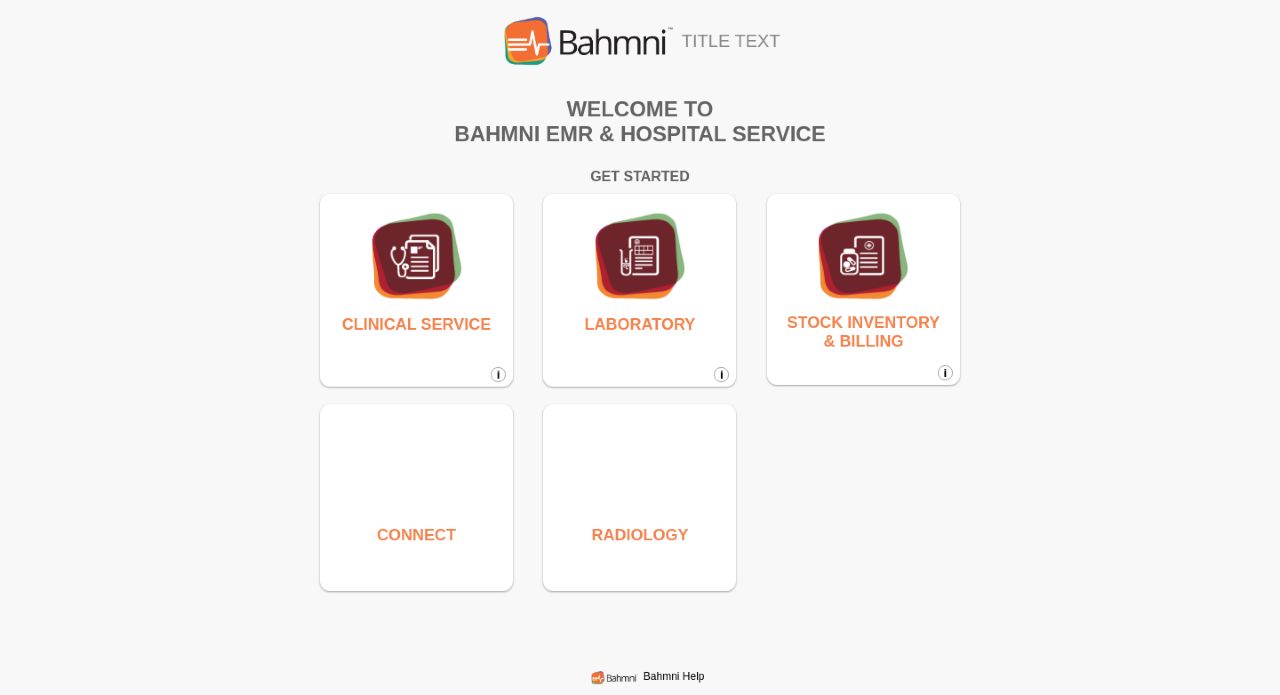 Bahmni™ TITLE TEXT
WELCOME TO
BAHMNI EMR & HOSPITAL SERVICE
GET STARTED
CLINICAL SERVICE
LABORATORY
STOCK INVENTORY
& BILLING
i
i
i
CONNECT
RADIOLOGY
Bahmni Bahmni Help